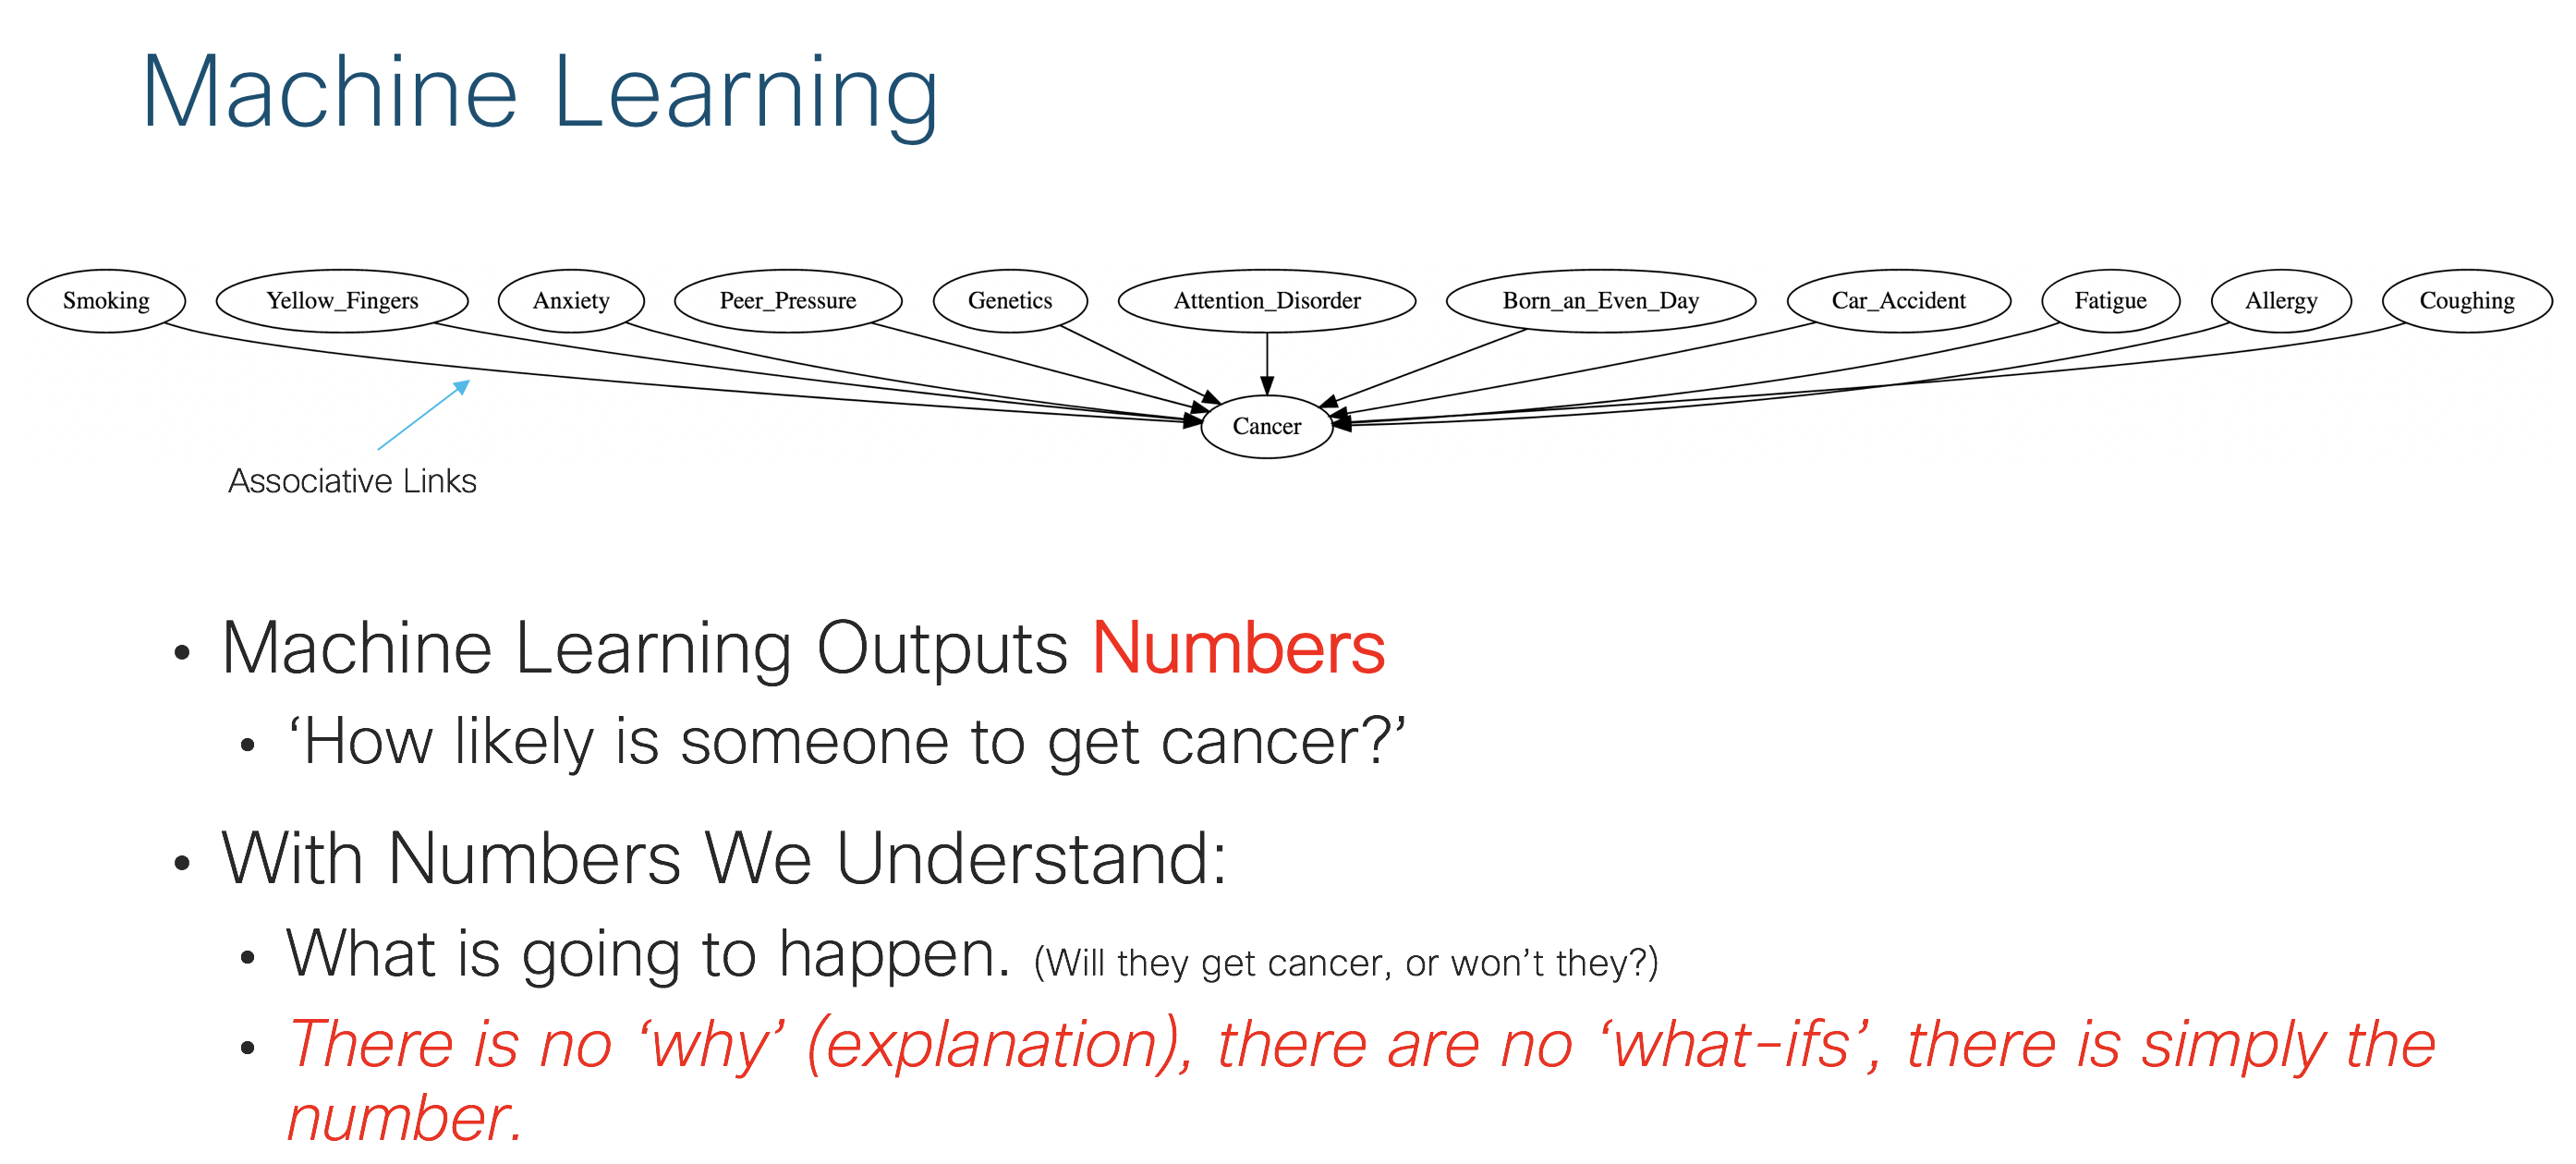 Machine Learning
Smoking Yellow_Fingers Anxiety Peer_Pressure Genetics Attention_Disorder Born_an_Even_Day Car_Accident Fatigue Allergy Coughing
Cancer
Associative Links
• Machine Learning Outputs Numbers
• ‘How likely is someone to get cancer?’
• With Numbers We Understand:
• What is going to happen. (Will they get cancer, or won’t they?)
• There is no ‘why’ (explanation), there are no ‘what-ifs’, there is simply the
number.